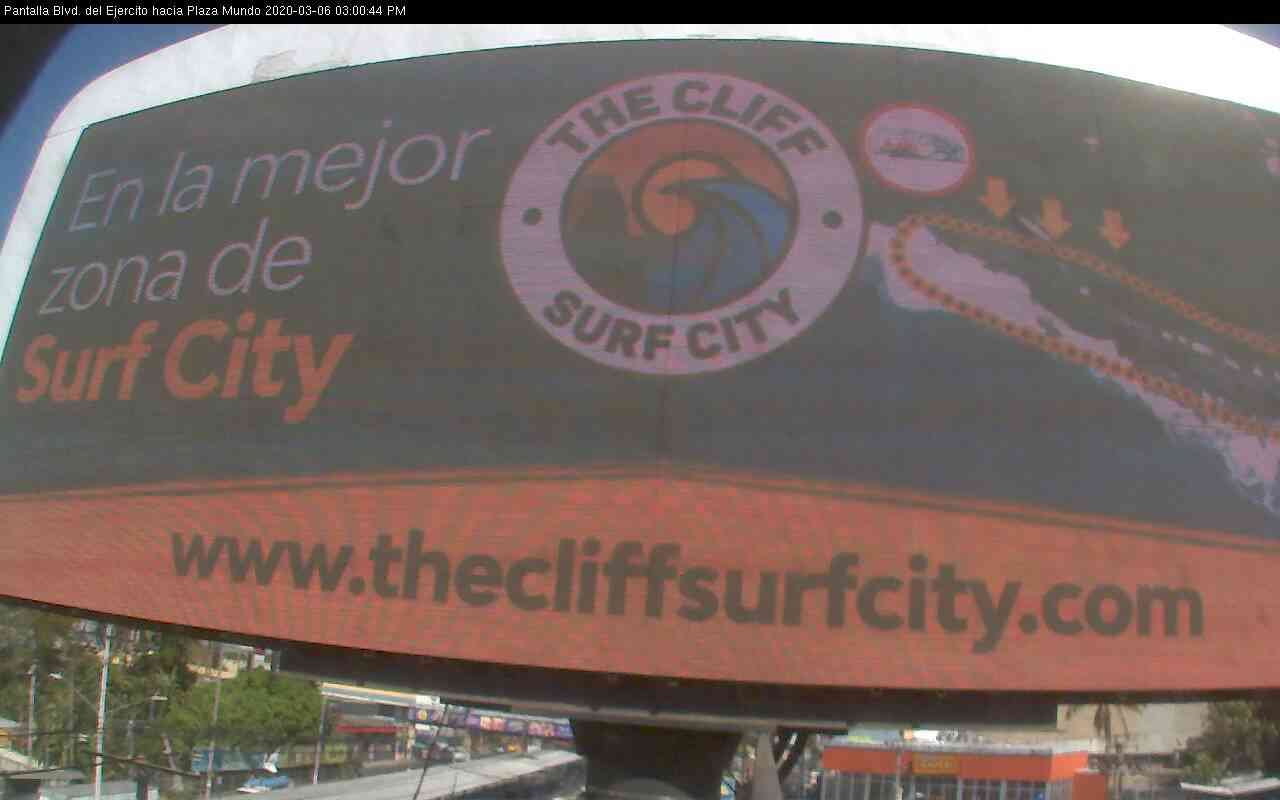 Pantalla Blvd. del Ejercito hacia Plaza Mundo 2020-03-06 03:00:44 PM
En la mejor
zona de
Surf City
THE CLIFF
SURF CITY
www.thecliffsurfcity.com